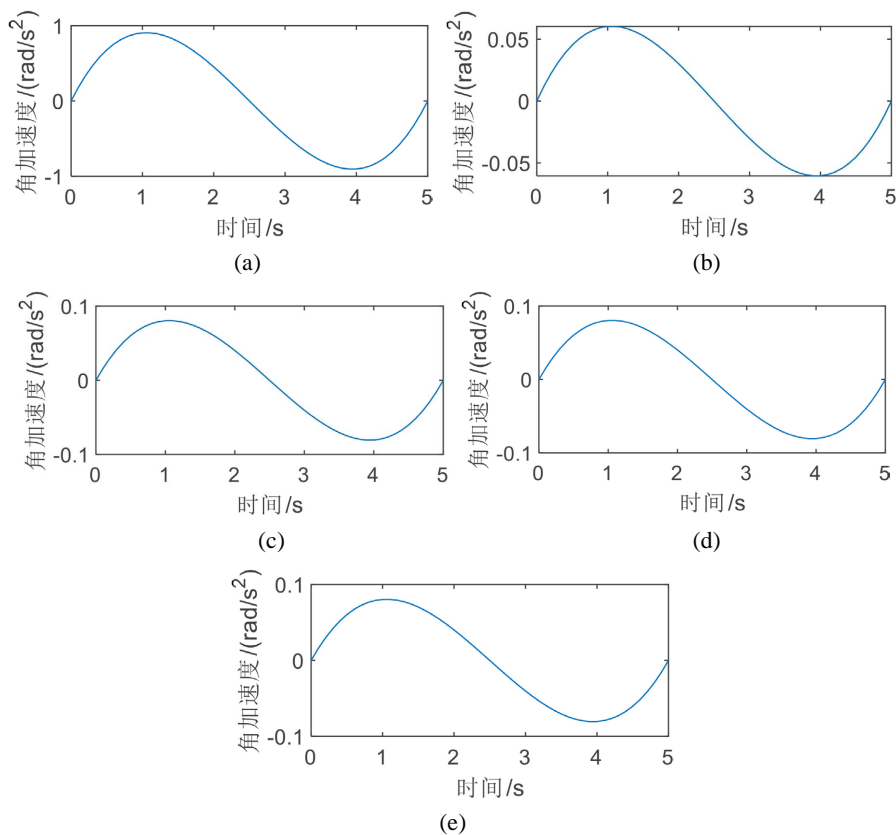 角加速度/(rad/s²)
1
0
-1
0 1 2 3 4 5
时间/s
(a)
角加速度/(rad/s²)
0.05
0
-0.05
0 1 2 3 4 5
时间/s
(b)
角加速度/(rad/s²)
0.1
0
-0.1
0 1 2 3 4 5
时间/s
(c)
角加速度/(rad/s²)
0.1
0
-0.1
0 1 2 3 4 5
时间/s
(d)
角加速度/(rad/s²)
0.1
0
-0.1
0 1 2 3 4 5
时间/s
(e)